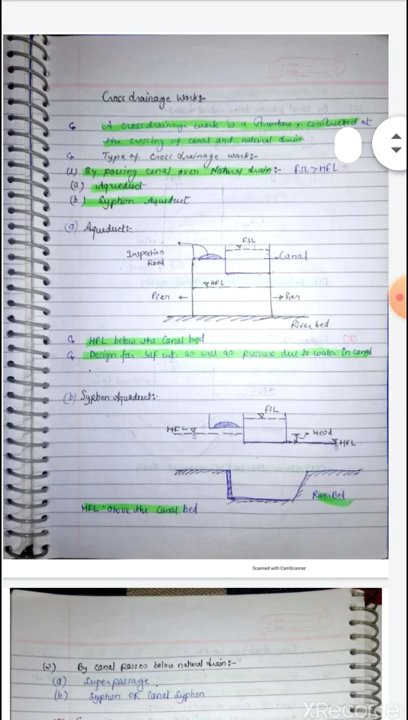 Cross drainage work:-
↳ A cross drainage work is a structure, constructed at
the crossing of canal and natural drain
↳ Type of cross drainage work:-
(1) By passing canal over Natural drain:- FSL > HFL
(a) Aqueduct
(b) Syphon Aqueduct
(a) Aqueduct:-
FSL
Inspection
Road
Canal
HFL
Pier
Pier
River bed
↳ HFL below the Canal bed
↳ Design for self wt. as well as pressure due to water in canal
(b) Syphon Aqueduct:-
FSL
HFL
Head
HFL
River Bed
HFL above the Canal bed
Scanned with CamScanner
(2) By canal passes below natural drain:-
(a) Superpassage
(b) Syphon or Canal Syphon
XRecorder